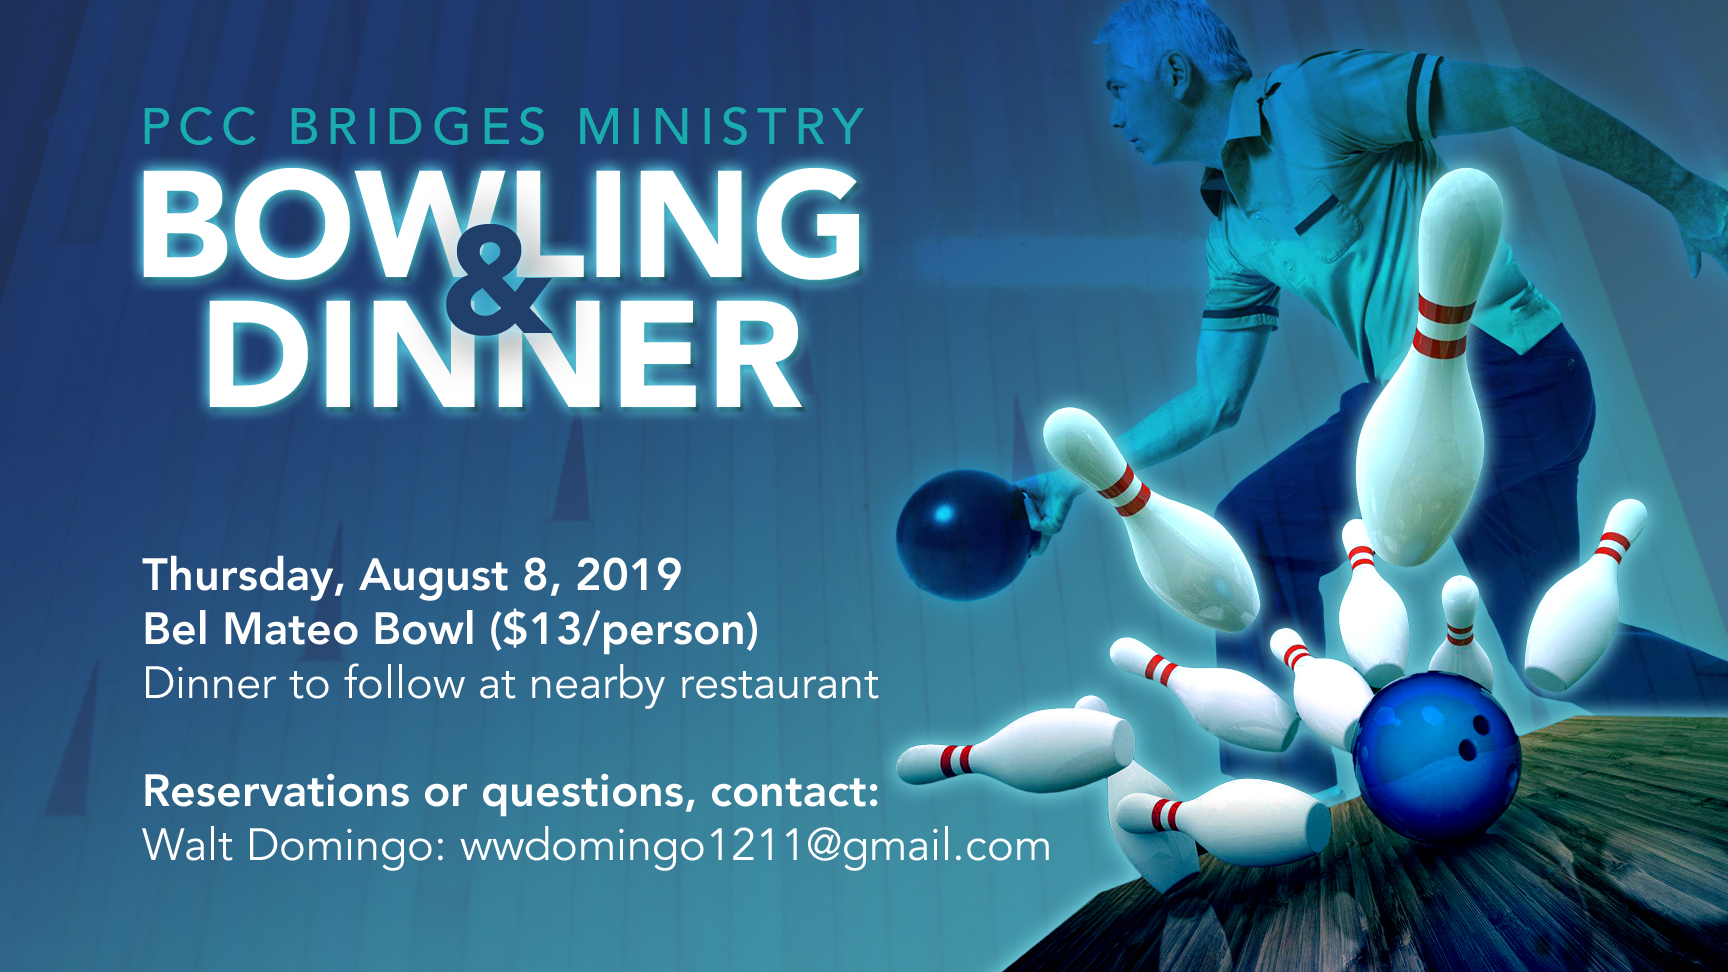 PCC BRIDGES MINISTRY
BOWLING
&
DINNER
Thursday, August 8, 2019
Bel Mateo Bowl ($13/person)
Dinner to follow at nearby restaurant
Reservations or questions, contact:
Walt Domingo: wwdomingo1211@gmail.com